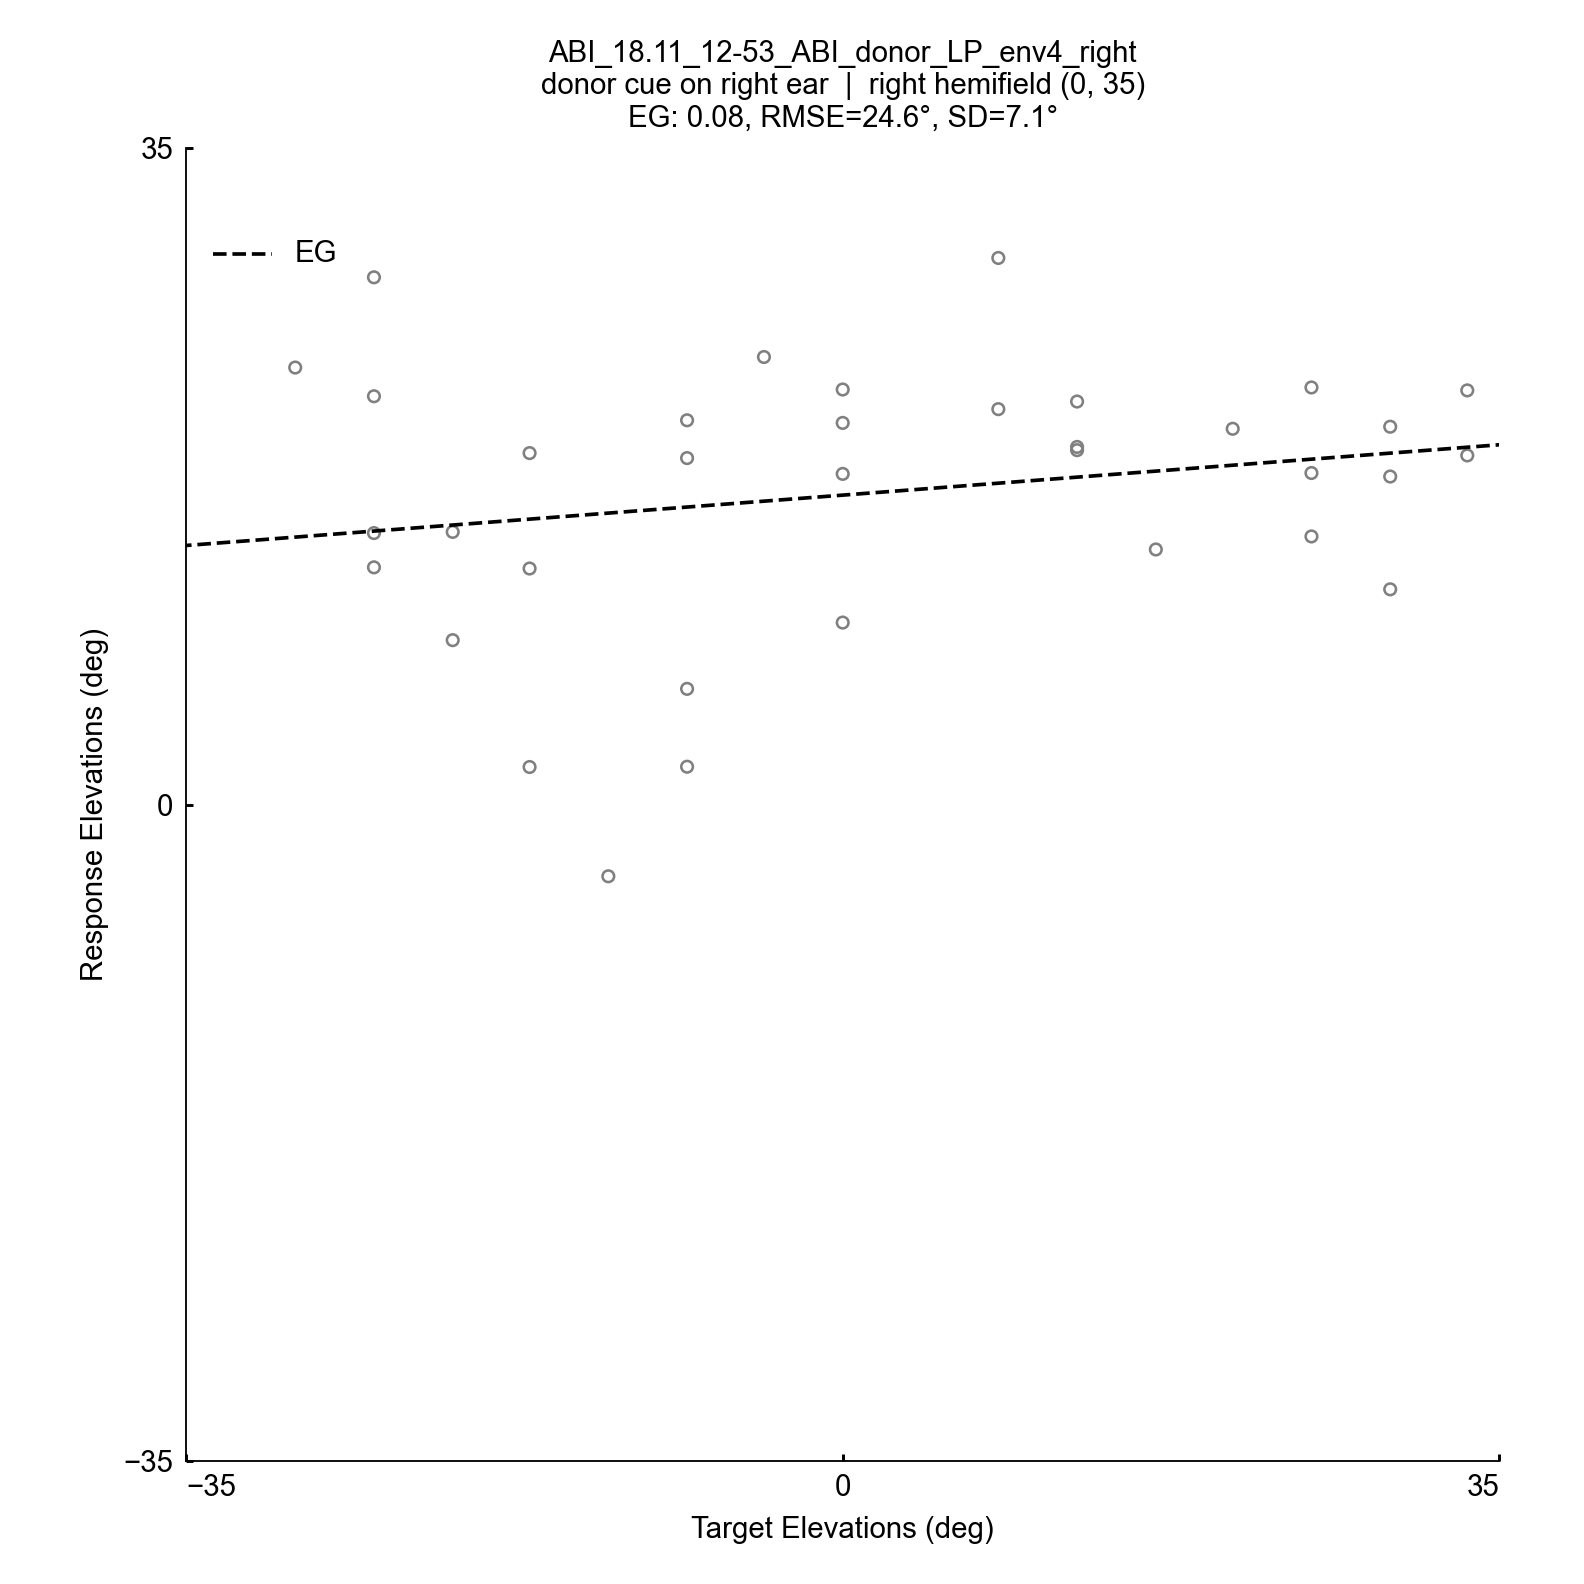 ABI_18.11_12-53_ABI_donor_LP_env4_right
donor cue on right ear | right hemifield (0, 35)
EG: 0.08, RMSE=24.6°, SD=7.1°
35
EG
Response Elevations (deg)
0
−35
−35
0
35
Target Elevations (deg)